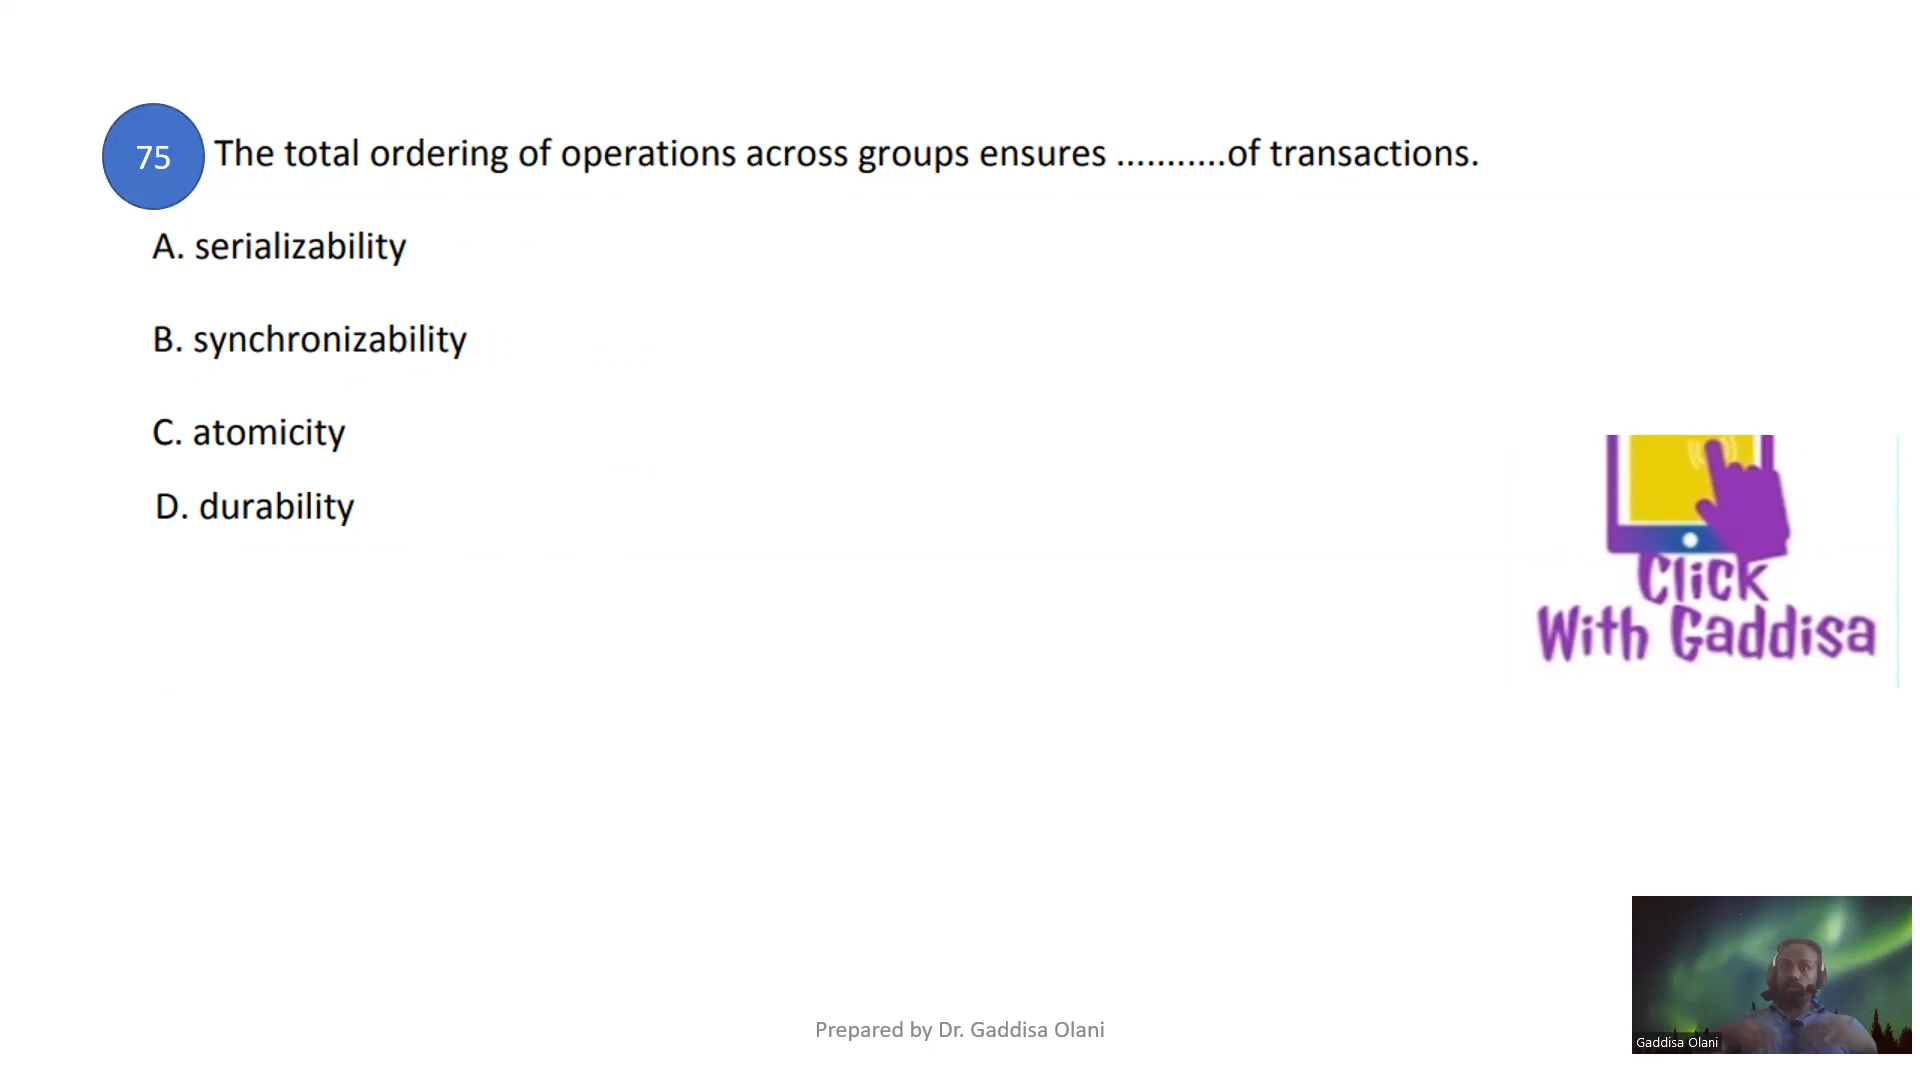 75 The total ordering of operations across groups ensures ...........of transactions.
A. serializability
B. synchronizability
C. atomicity
D. durability
Click
With Gaddisa
Prepared by Dr. Gaddisa Olani
Gaddisa Olani